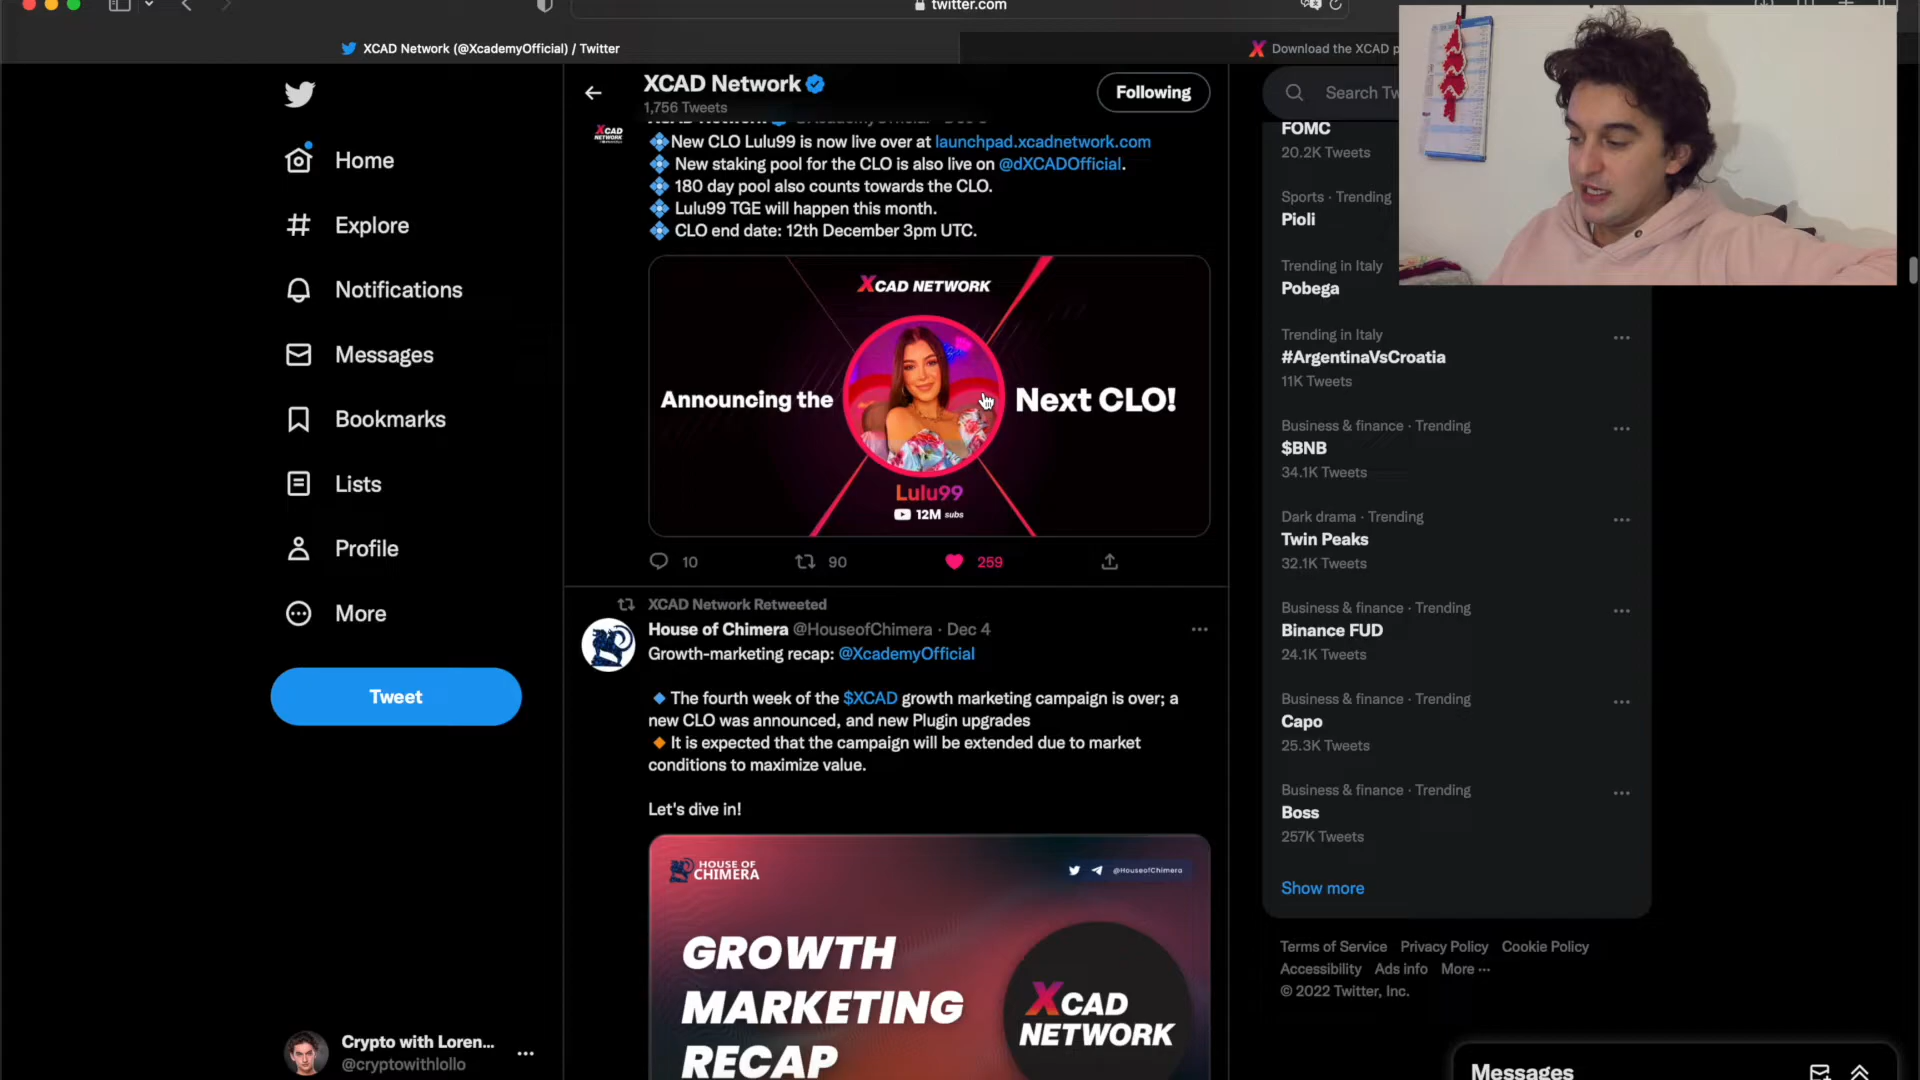 twitter.com
XCAD Network (@XcademyOfficial) / Twitter
Download the XCAD p
Home
Explore
Notifications
Messages
Bookmarks
Lists
Profile
More
Tweet
Crypto with Loren...
@cryptowithlollo
XCAD Network
1,756 Tweets
Following
New CLO Lulu99 is now live over at launchpad.xcadnetwork.com
New staking pool for the CLO is also live on @dXCADOfficial.
180 day pool also counts towards the CLO.
Lulu99 TGE will happen this month.
CLO end date: 12th December 3pm UTC.
XCAD NETWORK
Announcing the Next CLO!
Lulu99
12M subs
10 90 259
XCAD Network Retweeted
House of Chimera @HouseofChimera · Dec 4
Growth-marketing recap: @XcademyOfficial
The fourth week of the $XCAD growth marketing campaign is over; a
new CLO was announced, and new Plugin upgrades
It is expected that the campaign will be extended due to market
conditions to maximize value.
Let's dive in!
HOUSE OF
CHIMERA
@HouseofChimera
GROWTH
MARKETING
RECAP
XCAD
NETWORK
Search Tw
FOMC
20.2K Tweets
Sports · Trending
Pioli
Trending in Italy
Pobega
Trending in Italy
#ArgentinaVsCroatia
11K Tweets
Business & finance · Trending
$BNB
34.1K Tweets
Dark drama · Trending
Twin Peaks
32.1K Tweets
Business & finance · Trending
Binance FUD
24.1K Tweets
Business & finance · Trending
Capo
25.3K Tweets
Business & finance · Trending
Boss
257K Tweets
Show more
Terms of Service Privacy Policy Cookie Policy
Accessibility Ads info More ···
© 2022 Twitter, Inc.
Messages